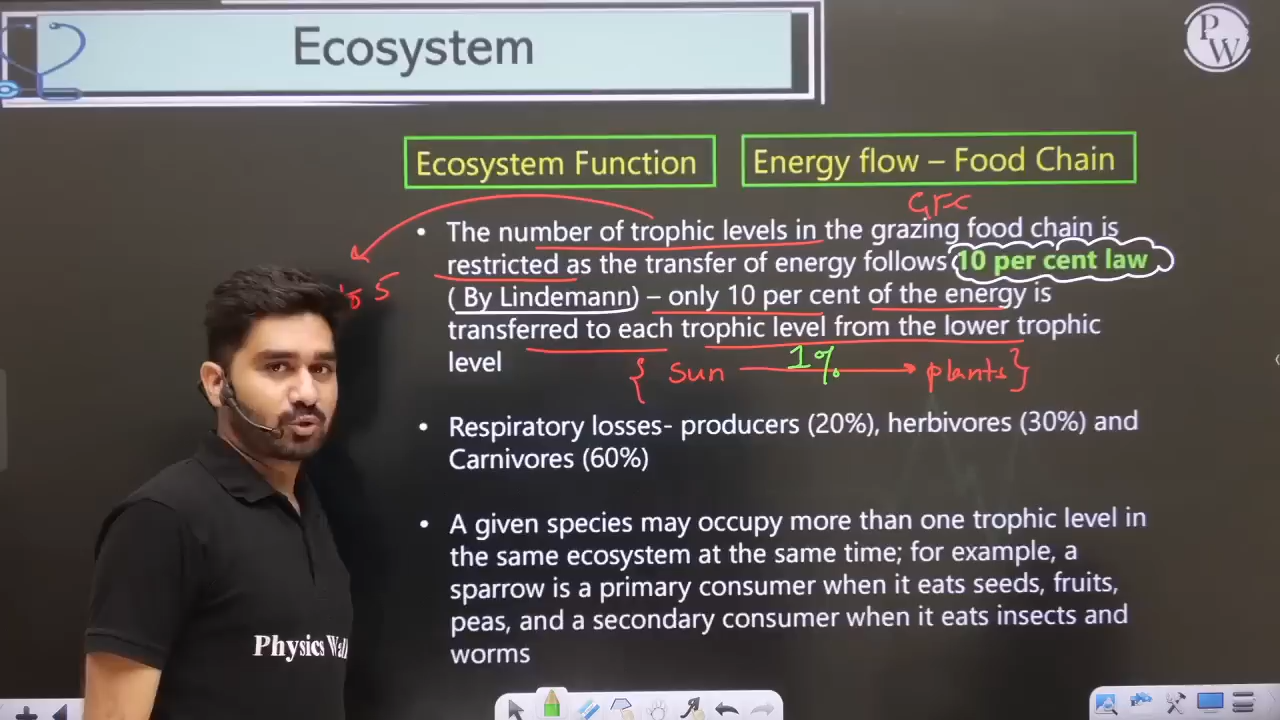 Ecosystem
PW
Ecosystem Function
Energy flow – Food Chain
GFC
• The number of trophic levels in the grazing food chain is
restricted as the transfer of energy follows 10 per cent law
( By Lindemann) – only 10 per cent of the energy is
transferred to each trophic level from the lower trophic
level
5
{ Sun 1% plants}
• Respiratory losses- producers (20%), herbivores (30%) and
Carnivores (60%)
• A given species may occupy more than one trophic level in
the same ecosystem at the same time; for example, a
sparrow is a primary consumer when it eats seeds, fruits,
peas, and a secondary consumer when it eats insects and
worms
Physics